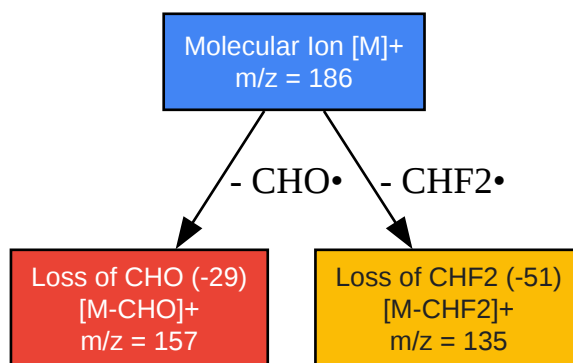 Molecular Ion [M]+
m/z = 186
- CHO•
- CHF2•
Loss of CHO (-29)
[M-CHO]+
m/z = 157
Loss of CHF2 (-51)
[M-CHF2]+
m/z = 135